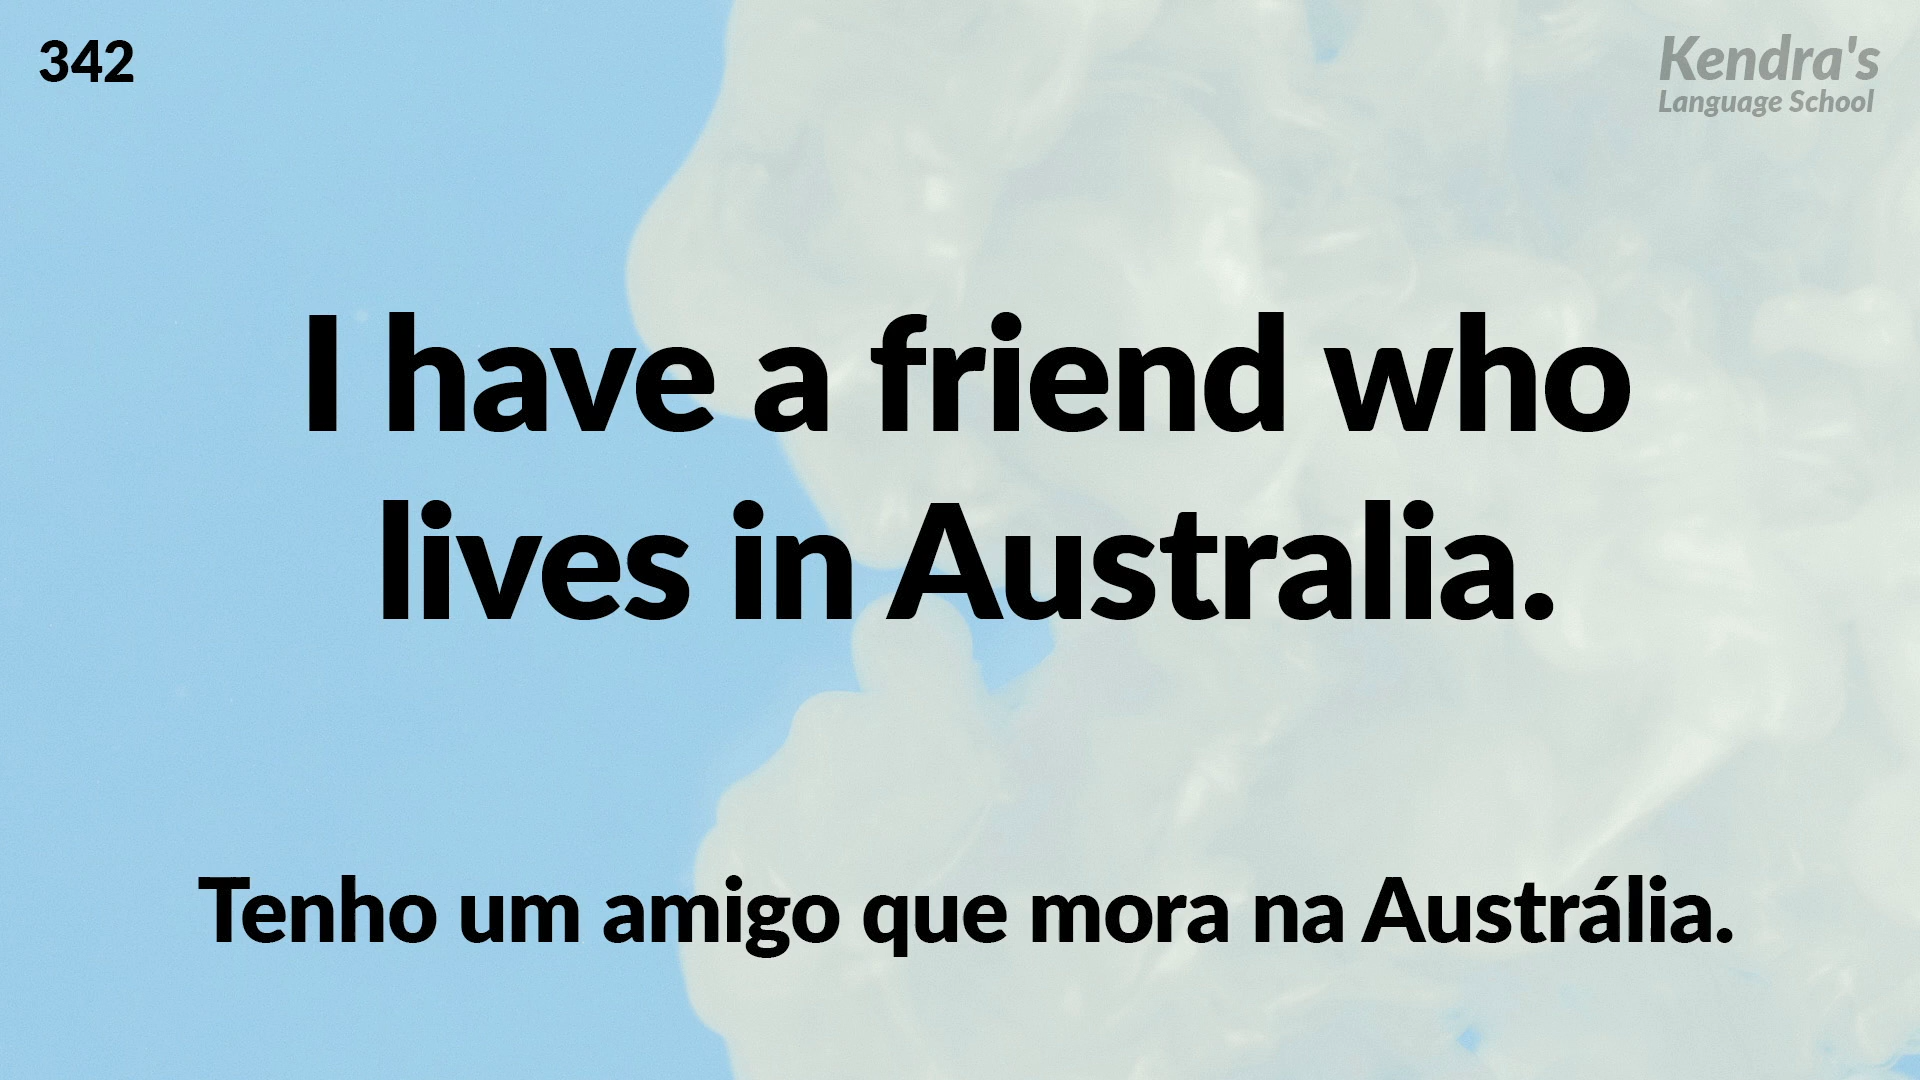 342
Kendra's
Language School
I have a friend who
lives in Australia.
Tenho um amigo que mora na Austrália.